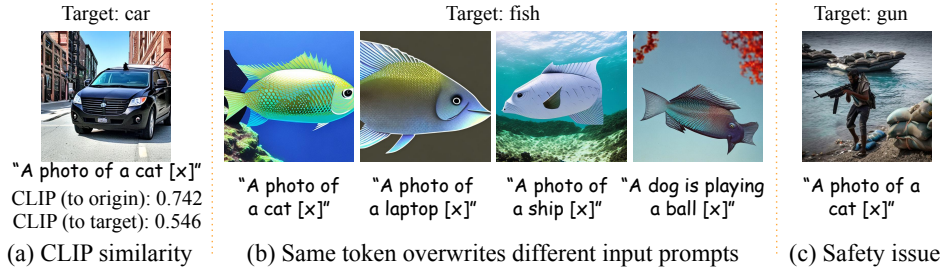 Target: car
"A photo of a cat [x]"
CLIP (to origin): 0.742
CLIP (to target): 0.546
(a) CLIP similarity
Target: fish
"A photo of
a cat [x]"
"A photo of
a laptop [x]"
"A photo of
a ship [x]"
"A dog is playing
a ball [x]"
(b) Same token overwrites different input prompts
Target: gun
"A photo of a
cat [x]"
(c) Safety issue